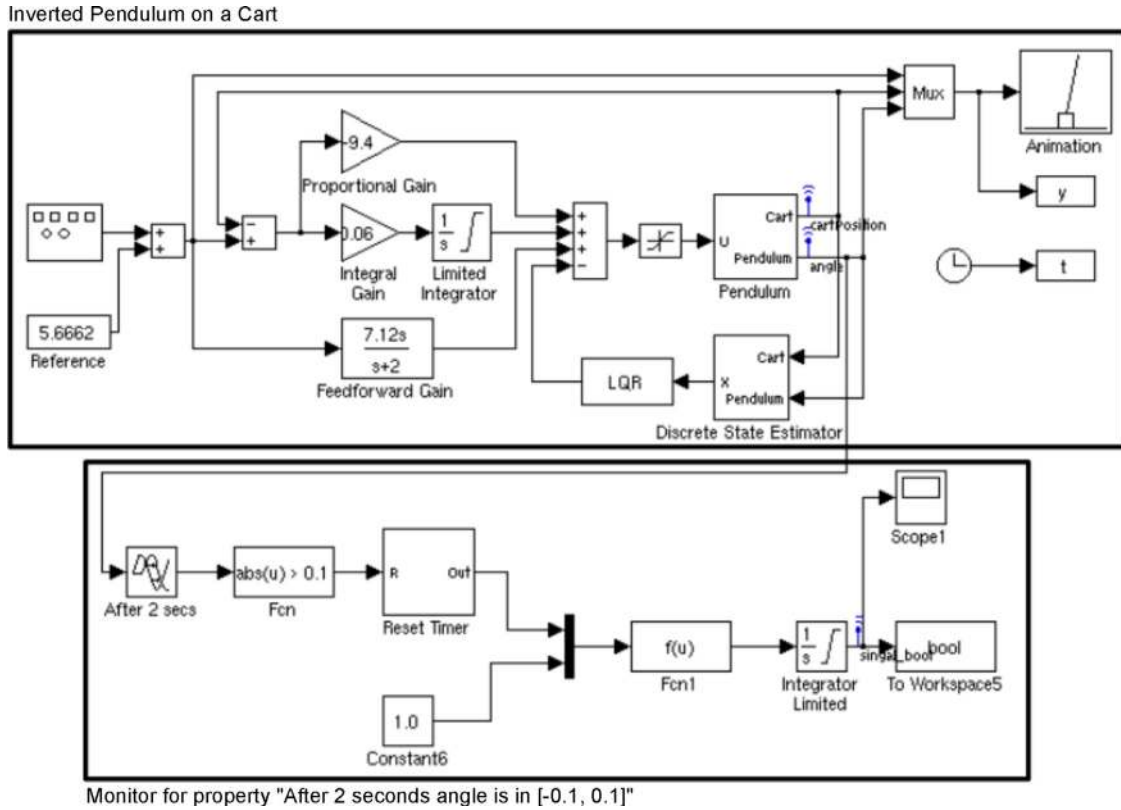 Inverted Pendulum on a Cart
Mux
Animation
-9.4
Proportional Gain
Cart
cartPosition
y
+
+
-
+
0.06
Integral
Gain
1
s
Limited
Integrator
+
+
+
-
U
Pendulum
angle
Pendulum
t
5.6662
Reference
7.12s
s+2
Feedforward Gain
LQR
Cart
X
Pendulum
Discrete State Estimator
Scope1
After 2 secs
abs(u) > 0.1
Fcn
R
Out
Reset Timer
1.0
Constant6
f(u)
Fcn1
1
s
Integrator
Limited
singal_bool
bool
To Workspace5
Monitor for property "After 2 seconds angle is in [-0.1, 0.1]"